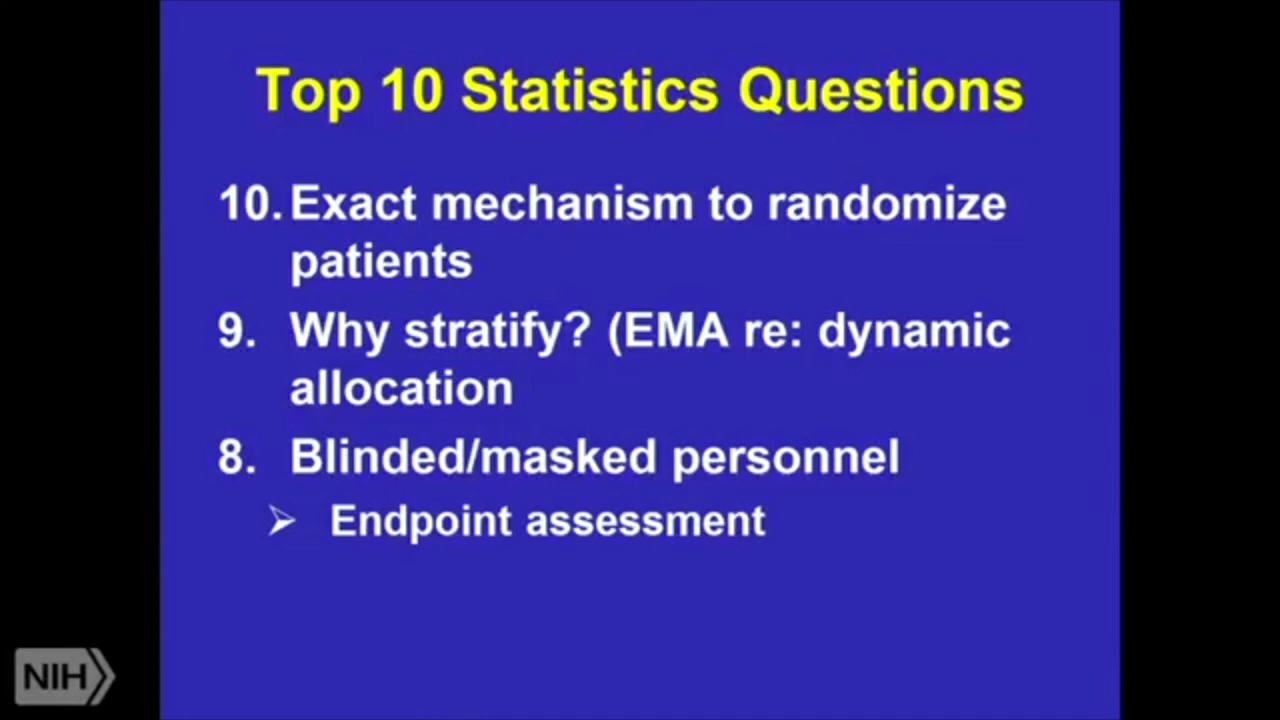 Top 10 Statistics Questions
10. Exact mechanism to randomize
patients
9. Why stratify? (EMA re: dynamic
allocation
8. Blinded/masked personnel
➢ Endpoint assessment
NIH